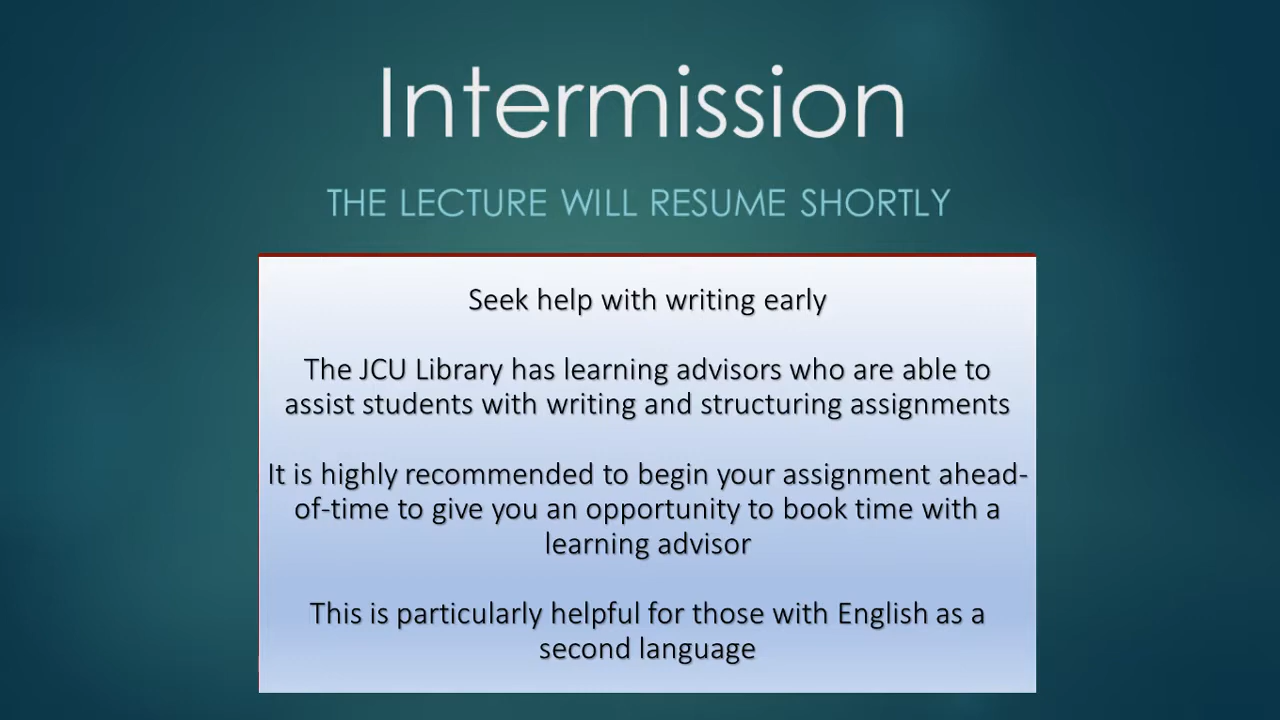 Intermission
THE LECTURE WILL RESUME SHORTLY
Seek help with writing early
The JCU Library has learning advisors who are able to
assist students with writing and structuring assignments
It is highly recommended to begin your assignment ahead-
of-time to give you an opportunity to book time with a
learning advisor
This is particularly helpful for those with English as a
second language